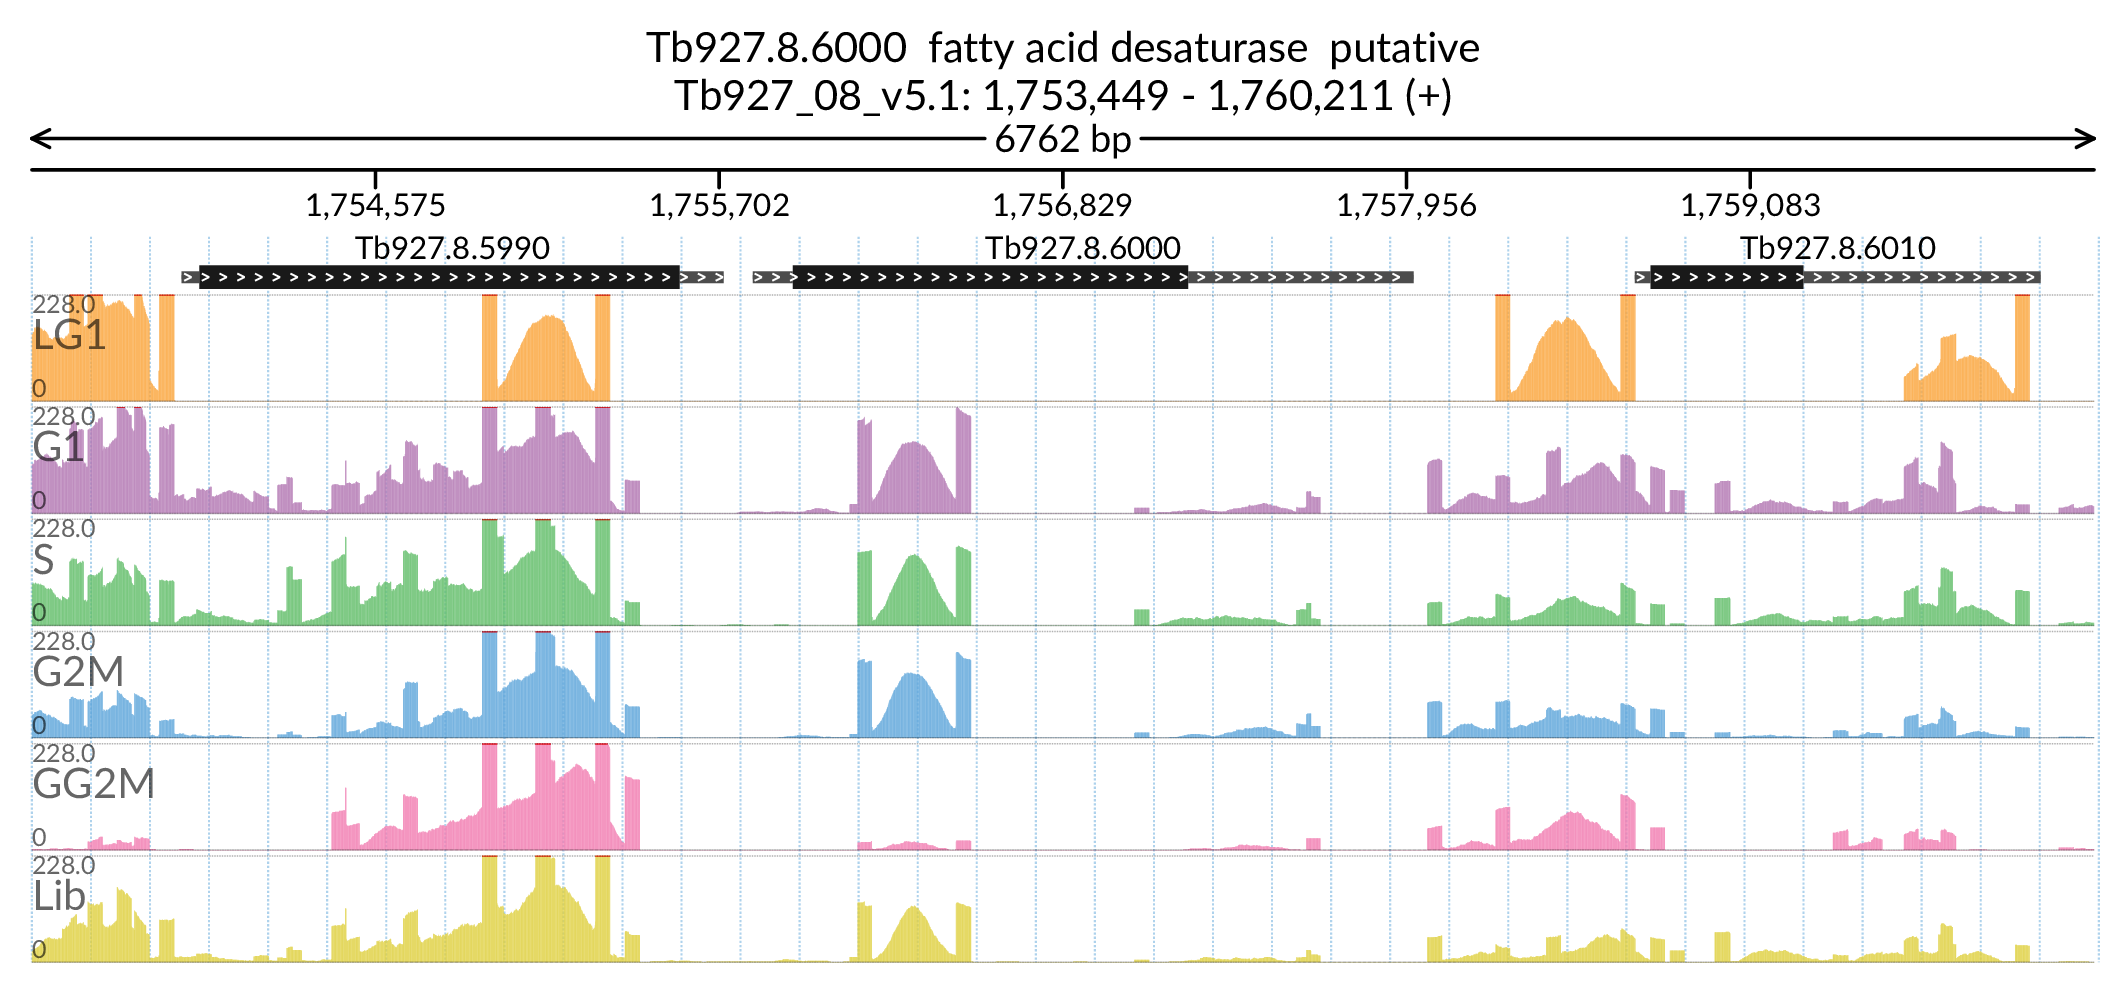 Tb927.8.6000 fatty acid desaturase putative
Tb927_08_v5.1: 1,753,449 - 1,760,211 (+)
6762 bp
1,754,575 1,755,702 1,756,829 1,757,956 1,759,083
Tb927.8.5990 Tb927.8.6000 Tb927.8.6010
228.0
LG1
0
228.0
G1
0
228.0
S
0
228.0
G2M
0
228.0
GG2M
0
228.0
Lib
0